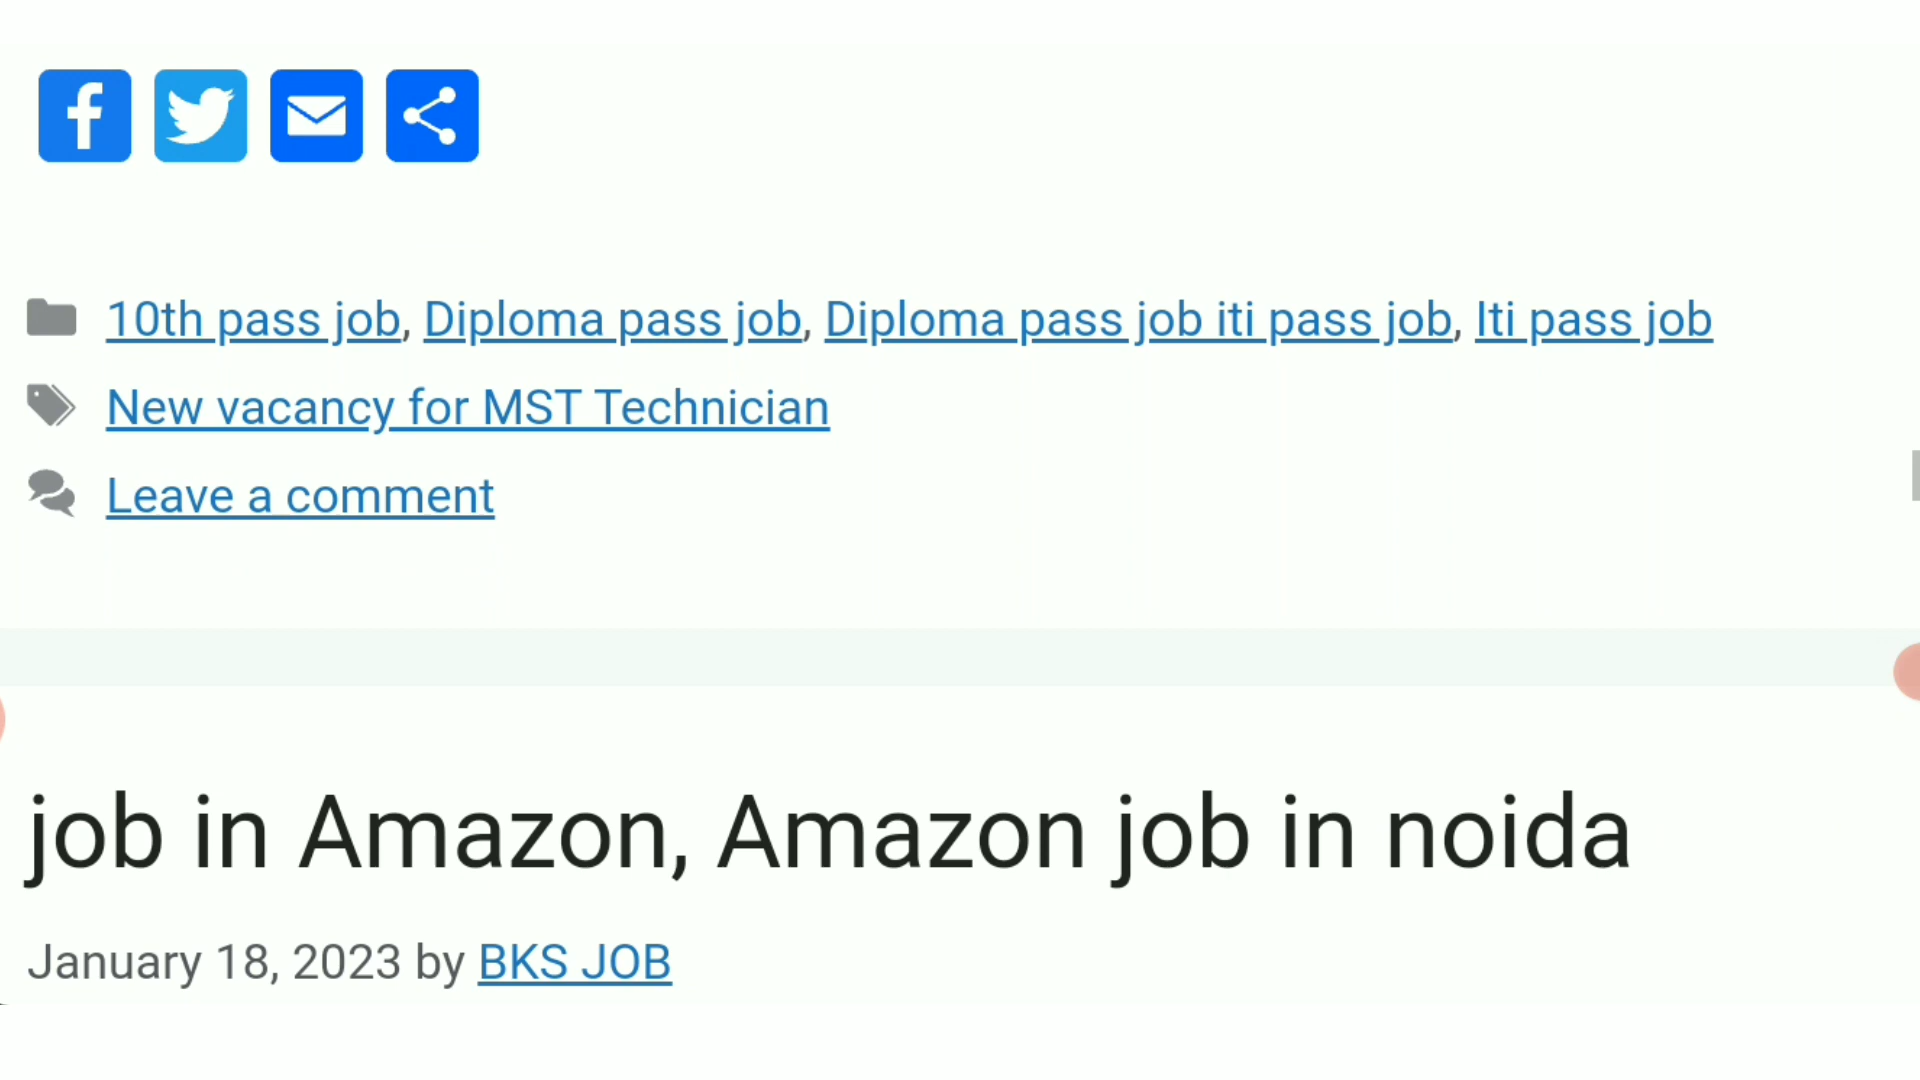 10th pass job, Diploma pass job, Diploma pass job iti pass job, Iti pass job
New vacancy for MST Technician
Leave a comment
job in Amazon, Amazon job in noida
January 18, 2023 by BKS JOB